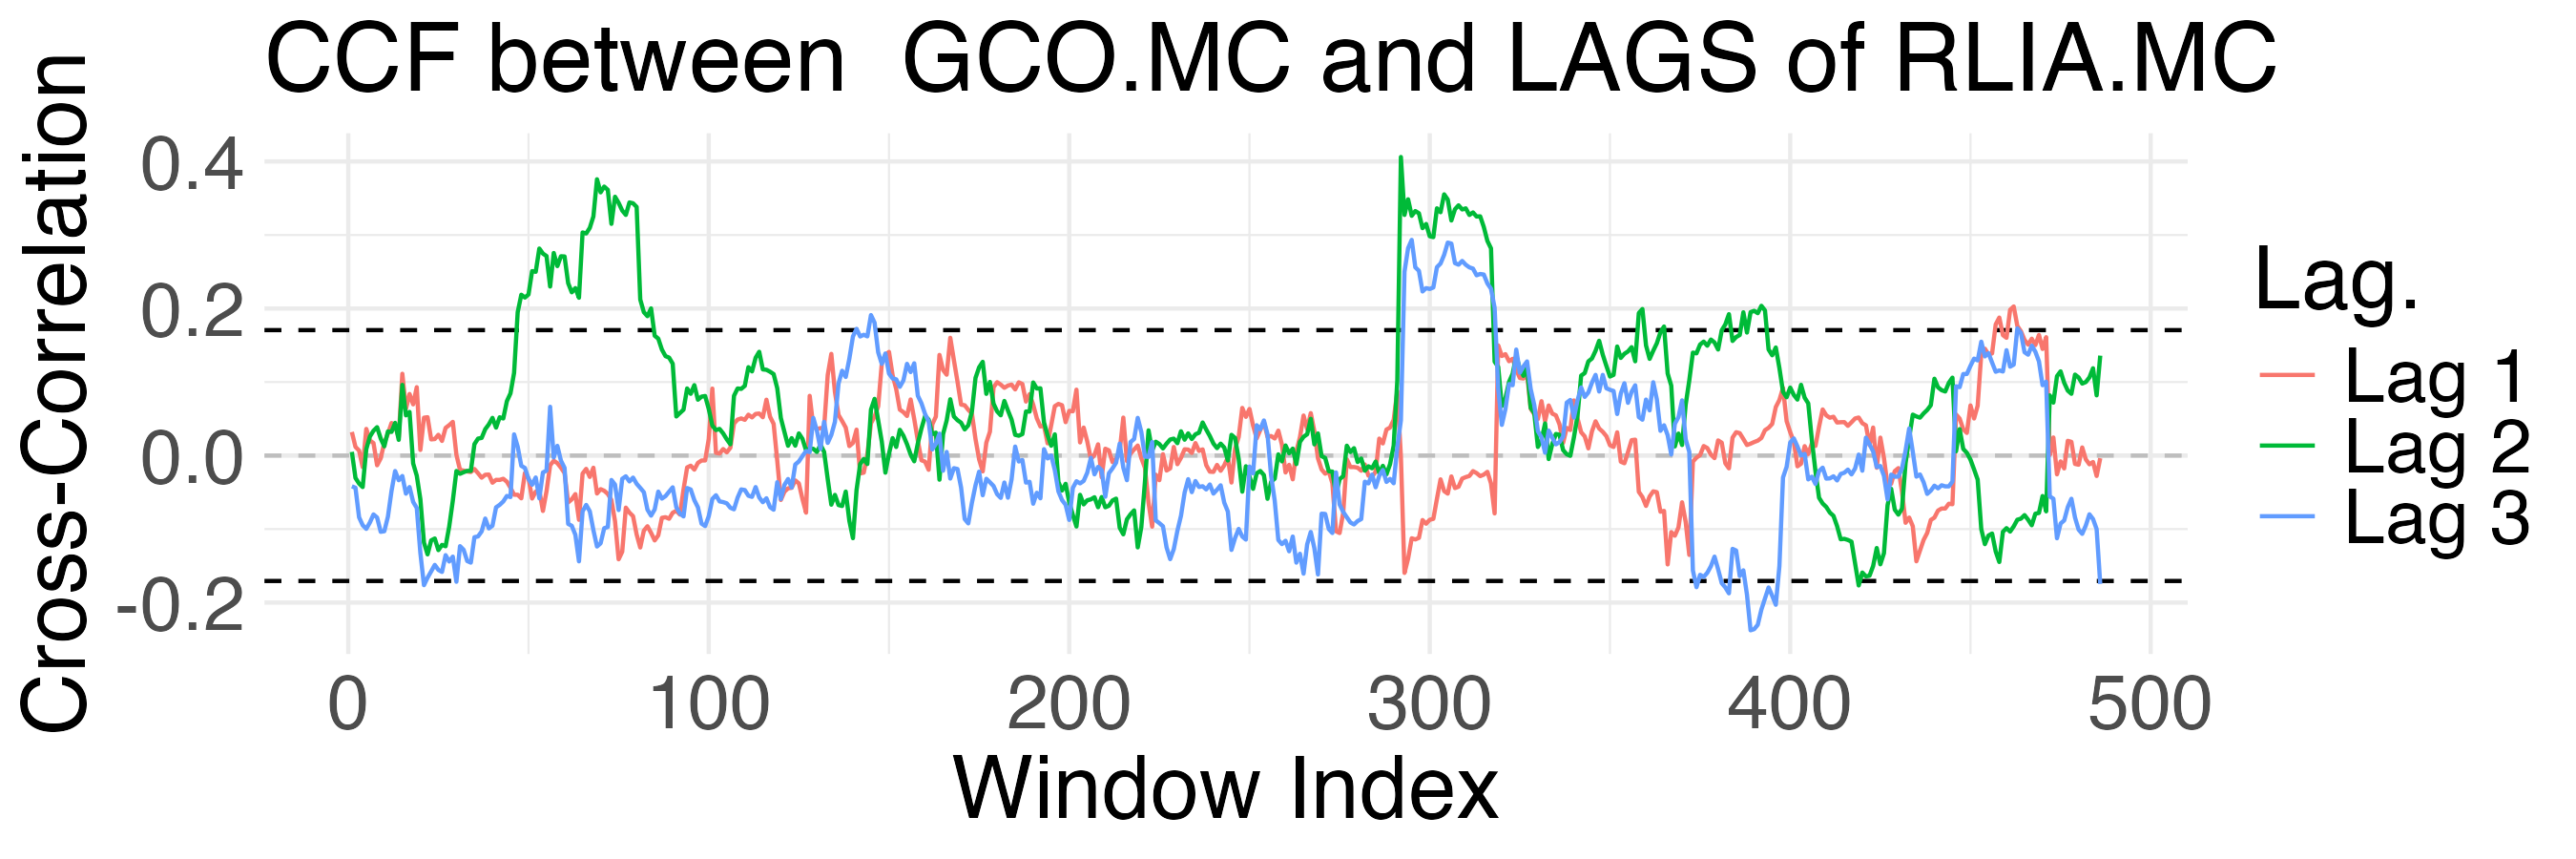 CCF between  GCO.MC and LAGS of RLIA.MC
Cross-Correlation
0.4
0.2
0.0
-0.2
0 100 200 300 400 500
Window Index
Lag.
Lag 1
Lag 2
Lag 3